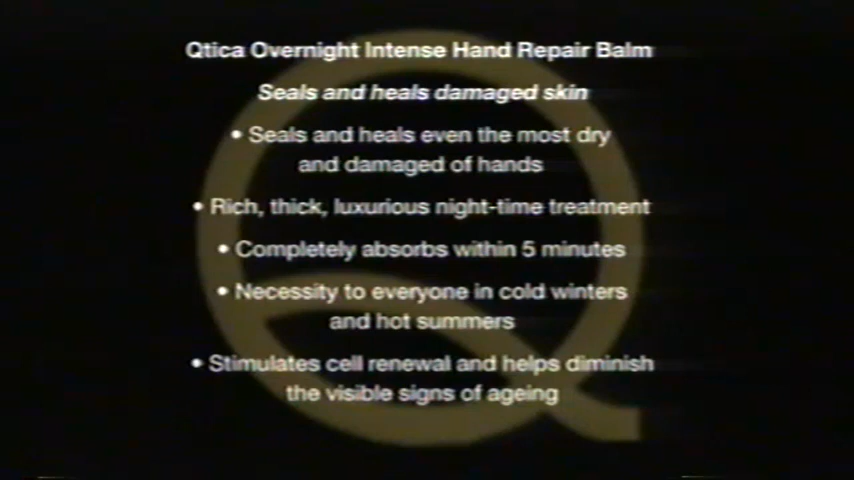 Qtica Overnight Intense Hand Repair Balm
Seals and heals damaged skin
• Seals and heals even the most dry
and damaged of hands
• Rich, thick, luxurious night-time treatment
• Completely absorbs within 5 minutes
• Necessity to everyone in cold winters
and hot summers
• Stimulates cell renewal and helps diminish
the visible signs of ageing